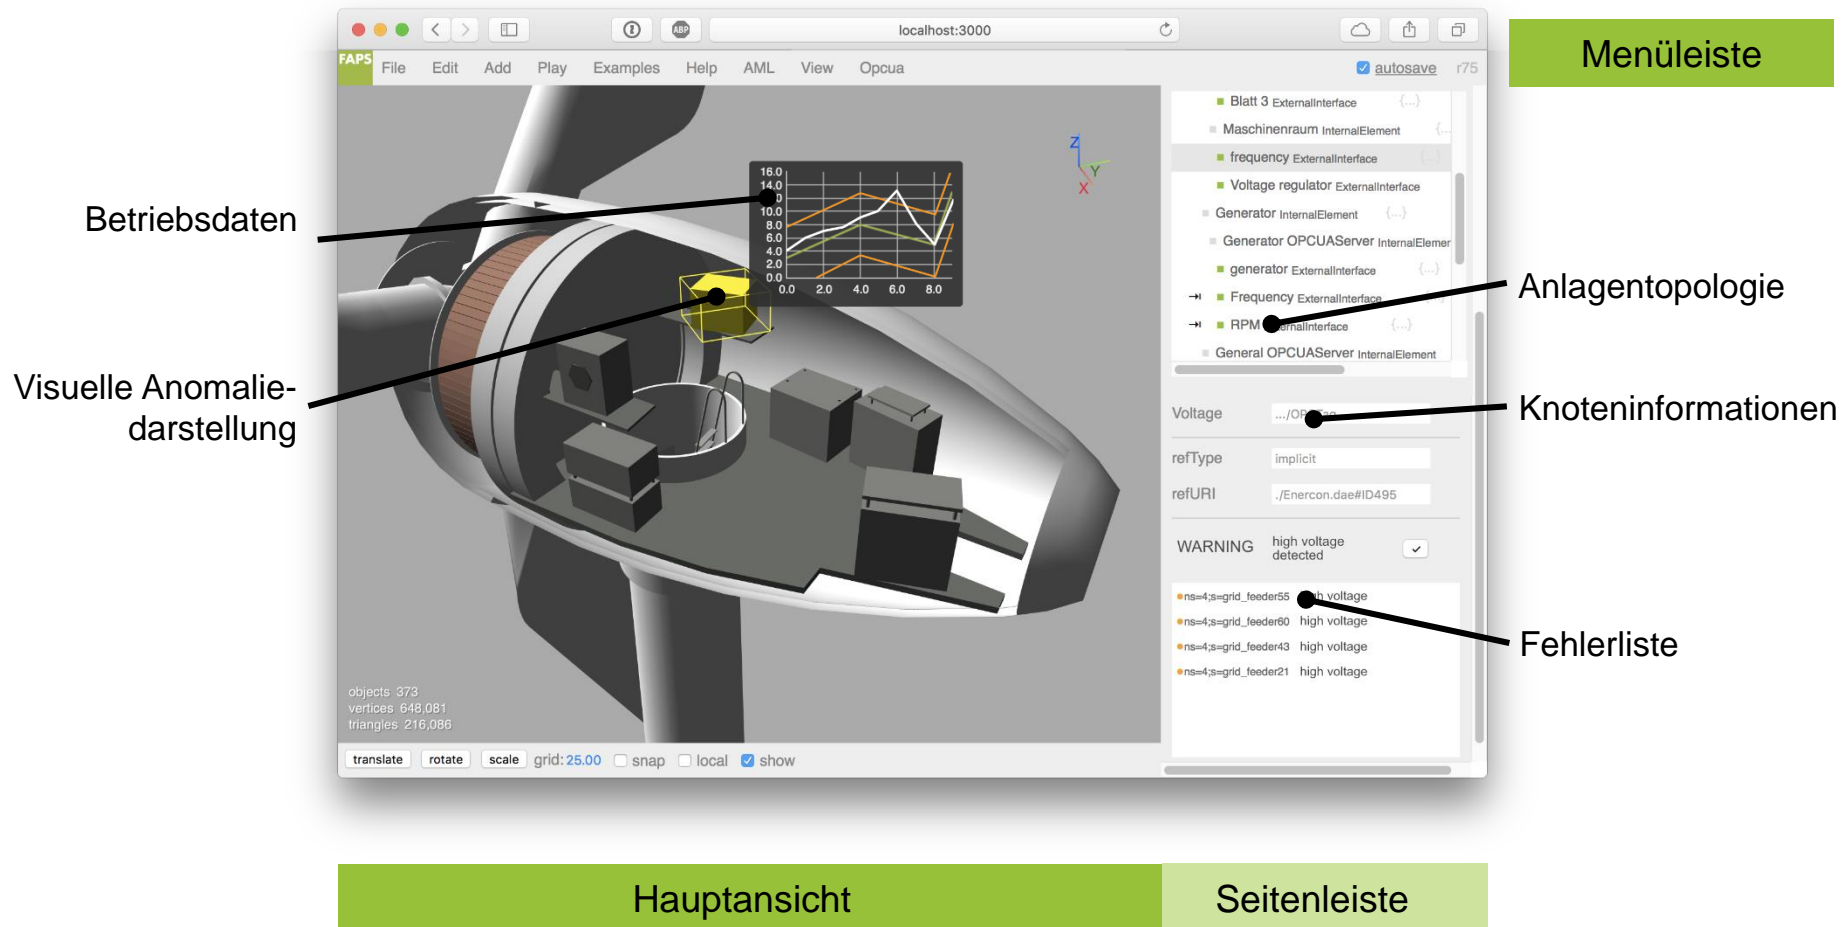 localhost:3000
Menüleiste
FAPS File Edit Add Play Examples Help AML View Opcua autosave r75
Blatt 3 ExternalInterface {...}
Maschinenraum InternalElement
frequency ExternalInterface {...}
Voltage regulator ExternalInterface
Generator InternalElement {...}
Generator OPCUAServer InternalElemer
generator ExternalInterface {...}
Frequency ExternalInterface
RPM
General OPCUAServer InternalElement
Z
Y
X
16.0
14.0
10.0
8.0
6.0
4.0
2.0
0.0
0.0 2.0 4.0 6.0 8.0
Betriebsdaten
Visuelle Anomalie-
darstellung
Anlagentopologie
Knoteninformationen
Fehlerliste
Voltage
refType implicit
refURI ./Enercon.dae#ID495
WARNING high voltage
detected
ns=4;s=grid_feeder55 voltage
ns=4;s=grid_feeder60 high voltage
ns=4;s=grid_feeder43 high voltage
ns=4;s=grid_feeder21 high voltage
objects 373
vertices 648,081
triangles 216,086
translate rotate scale grid: 25.00 snap local show
Hauptansicht
Seitenleiste